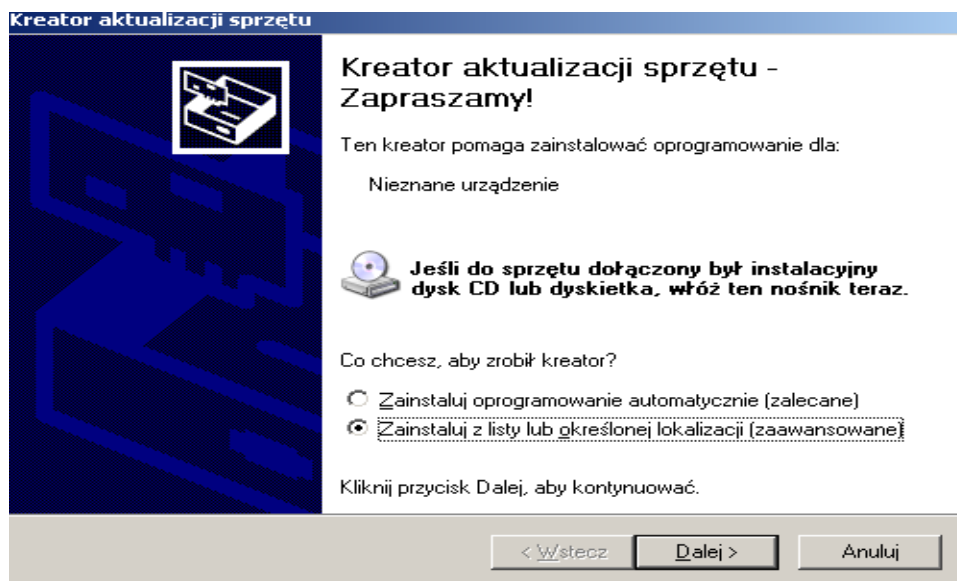 Kreator aktualizacji sprzętu
Kreator aktualizacji sprzętu -
Zapraszamy!
Ten kreator pomaga zainstalować oprogramowanie dla:
Nieznane urządzenie
Jeśli do sprzętu dołączony był instalacyjny
dysk CD lub dyskietka, włóż ten nośnik teraz.
Co chcesz, aby zrobił kreator?
Zainstaluj oprogramowanie automatycznie (zalecane)
Zainstaluj z listy lub określonej lokalizacji (zaawansowane)
Kliknij przycisk Dalej, aby kontynuować.
< Wstecz Dalej > Anuluj